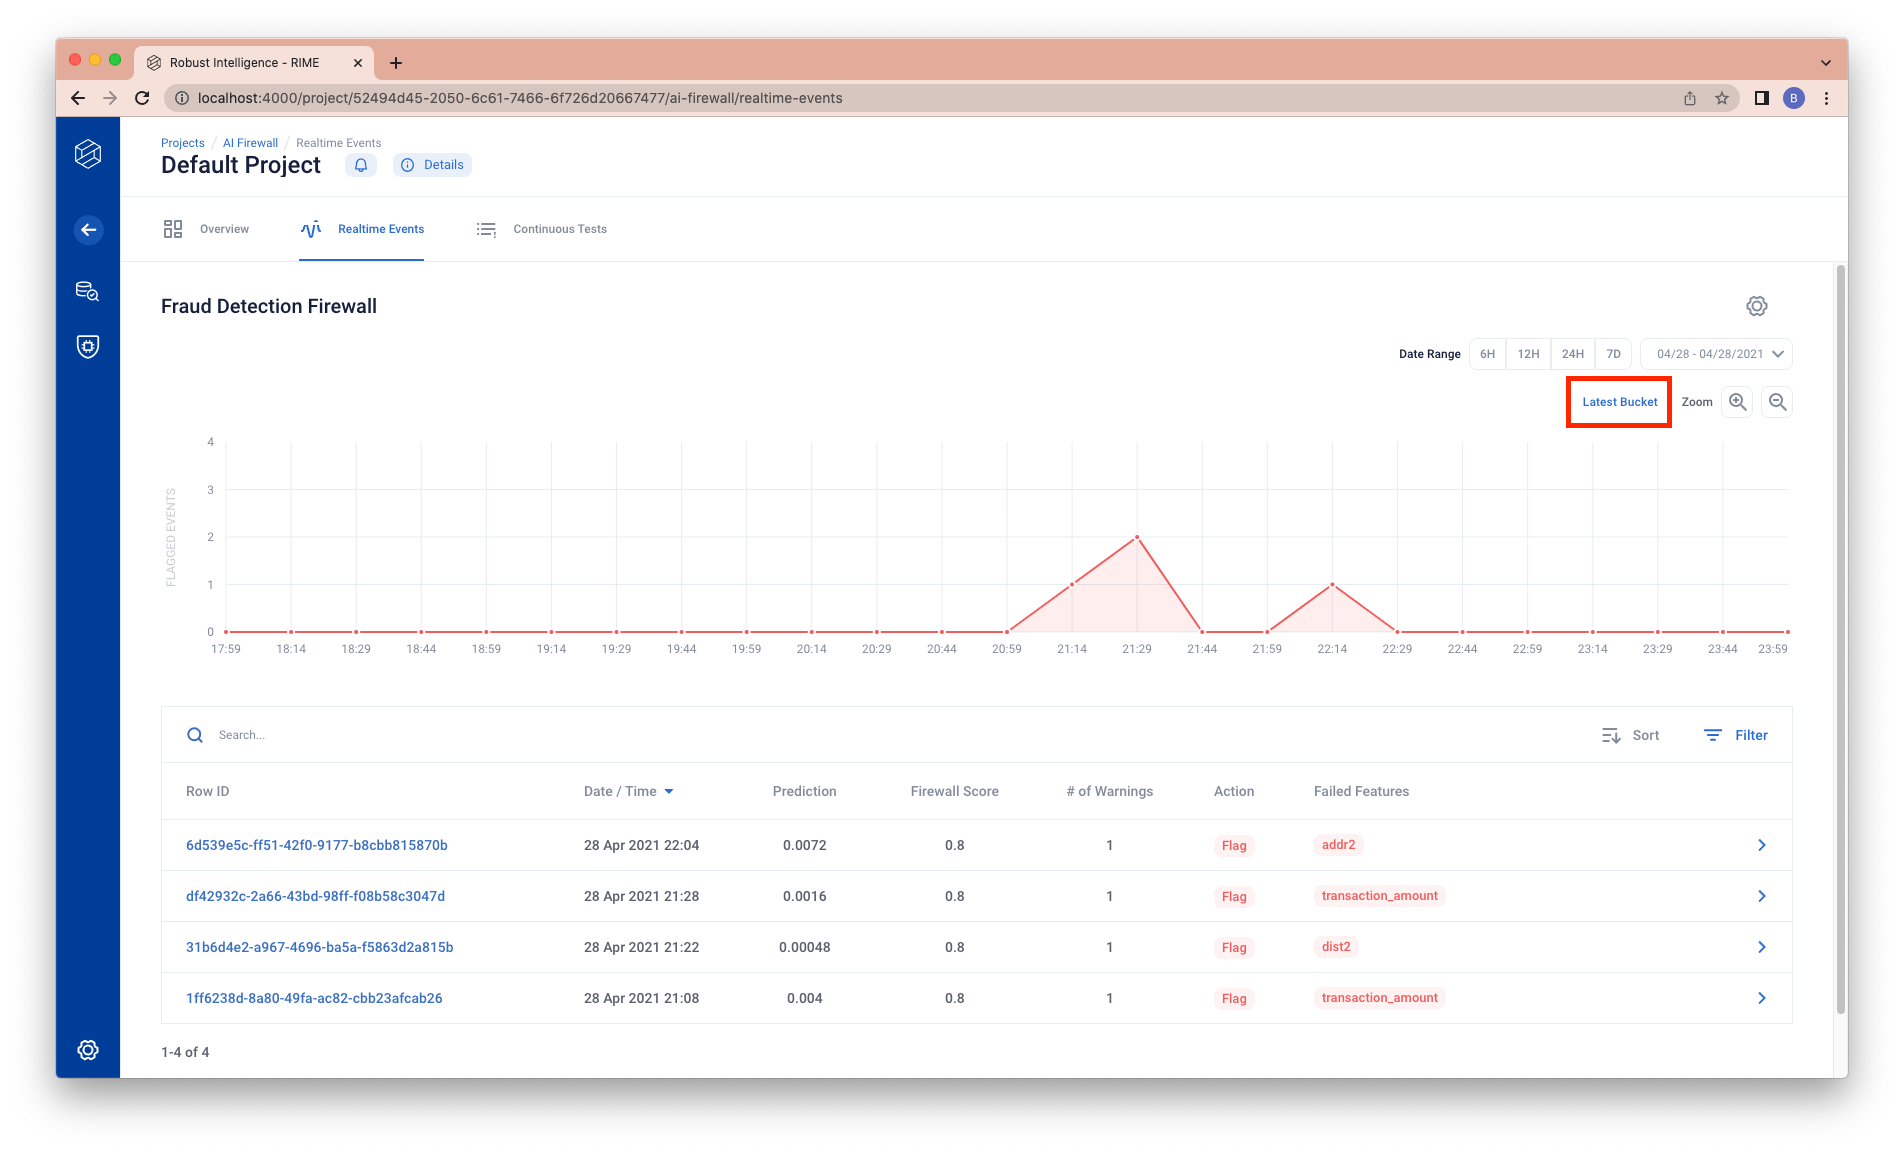 Robust Intelligence - RIME
localhost:4000/project/52494d45-2050-6c61-7466-6f726d20667477/ai-firewall/realtime-events
B
Projects / AI Firewall / Realtime Events
Default Project
Details
Overview
Realtime Events
Continuous Tests
Fraud Detection Firewall
Date Range 6H 12H 24H 7D 04/28 - 04/28/2021
Latest Bucket Zoom
FLAGGED EVENTS
4
3
2
1
0
17:59 18:14 18:29 18:44 18:59 19:14 19:29 19:44 19:59 20:14 20:29 20:44 20:59 21:14 21:29 21:44 21:59 22:14 22:29 22:44 22:59 23:14 23:29 23:44 23:59
Search... Sort Filter
Row ID Date / Time Prediction Firewall Score # of Warnings Action Failed Features
6d539e5c-ff51-42f0-9177-b8cbb815870b 28 Apr 2021 22:04 0.0072 0.8 1 Flag addr2
df42932c-2a66-43bd-98ff-f08b58c3047d 28 Apr 2021 21:28 0.0016 0.8 1 Flag transaction_amount
31b6d4e2-a967-4696-ba5a-f5863d2a815b 28 Apr 2021 21:22 0.00048 0.8 1 Flag dist2
1ff6238d-8a80-49fa-ac82-cbb23afcab26 28 Apr 2021 21:08 0.004 0.8 1 Flag transaction_amount
1-4 of 4